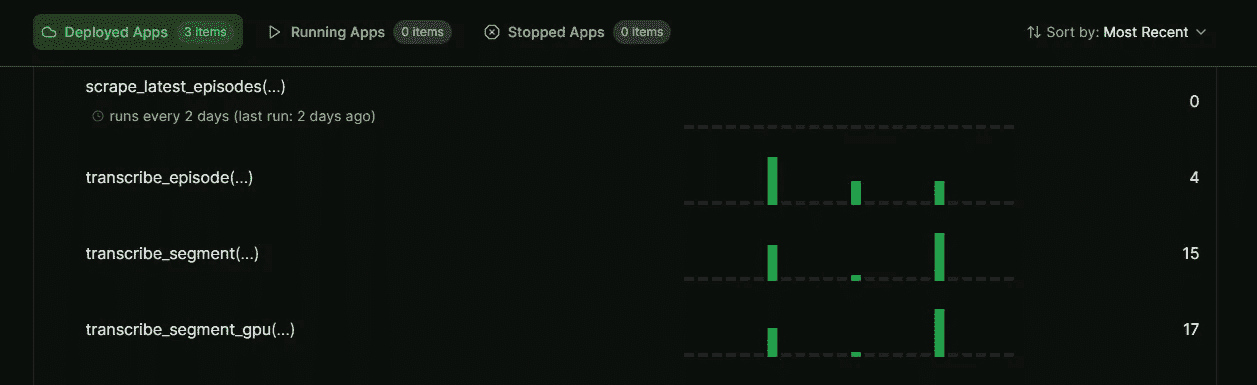 Deployed Apps 3 items Running Apps 0 items Stopped Apps 0 items Sort by: Most Recent
scrape_latest_episodes(...) 0
runs every 2 days (last run: 2 days ago)
transcribe_episode(...) 4
transcribe_segment(...) 15
transcribe_segment_gpu(...) 17